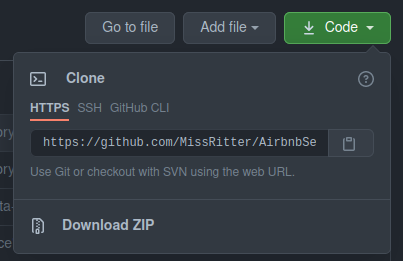 Go to file Add file Code
Clone
HTTPS SSH GitHub CLI
https://github.com/MissRitter/AirbnbSe
Use Git or checkout with SVN using the web URL.
Download ZIP